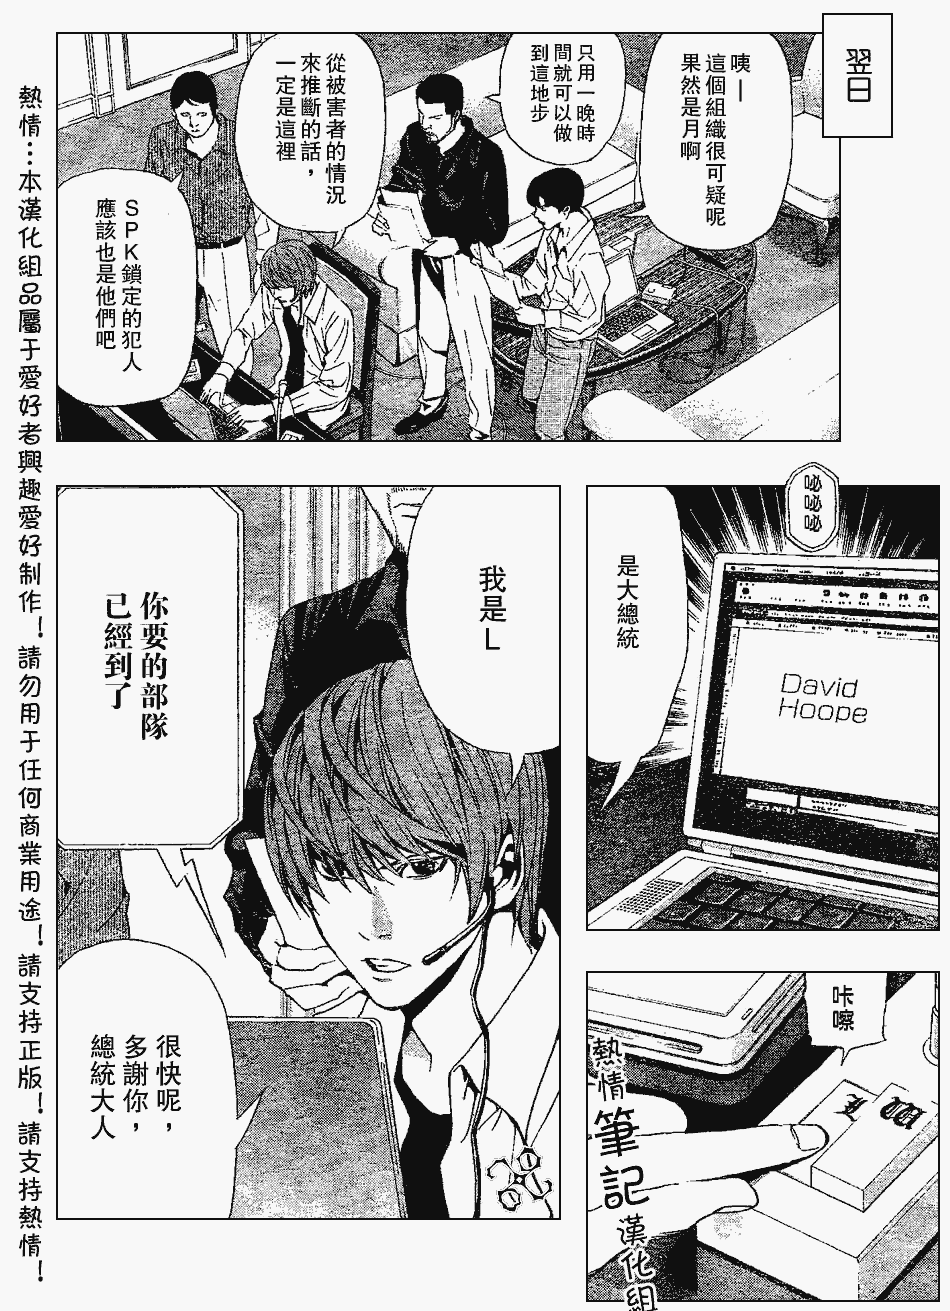 翌日
咦—
這個組織很可疑呢
果然是月啊
只用一晚時
間就可以做
到這地步
從被害者的情況
來推斷的話，
一定是這裡
ＳＰＫ鎖定的犯人
應該也是他們吧
嗶嗶嗶
是大總統
David
Hoope
咔嚓
L W
我是L
你要的部隊
已經到了
很快呢，
多謝你，
總統大人
熱情…本漢化組品屬于愛好者興趣愛好制作！請勿用于任何商業用途！請支持正版！請支持熱情！
熱情
筆記
漢化組